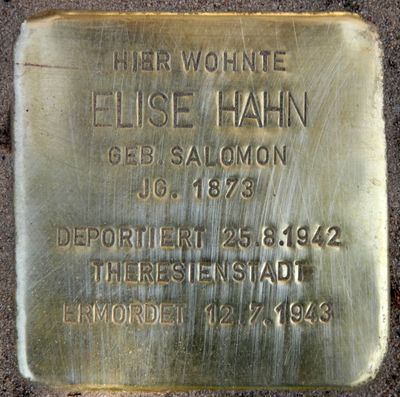 HIER WOHNTE
ELISE HAHN
GEB. SALOMON
JG. 1873
DEPORTIERT 25.8.1942
THERESIENSTADT
ERMORDET 12.7.1943